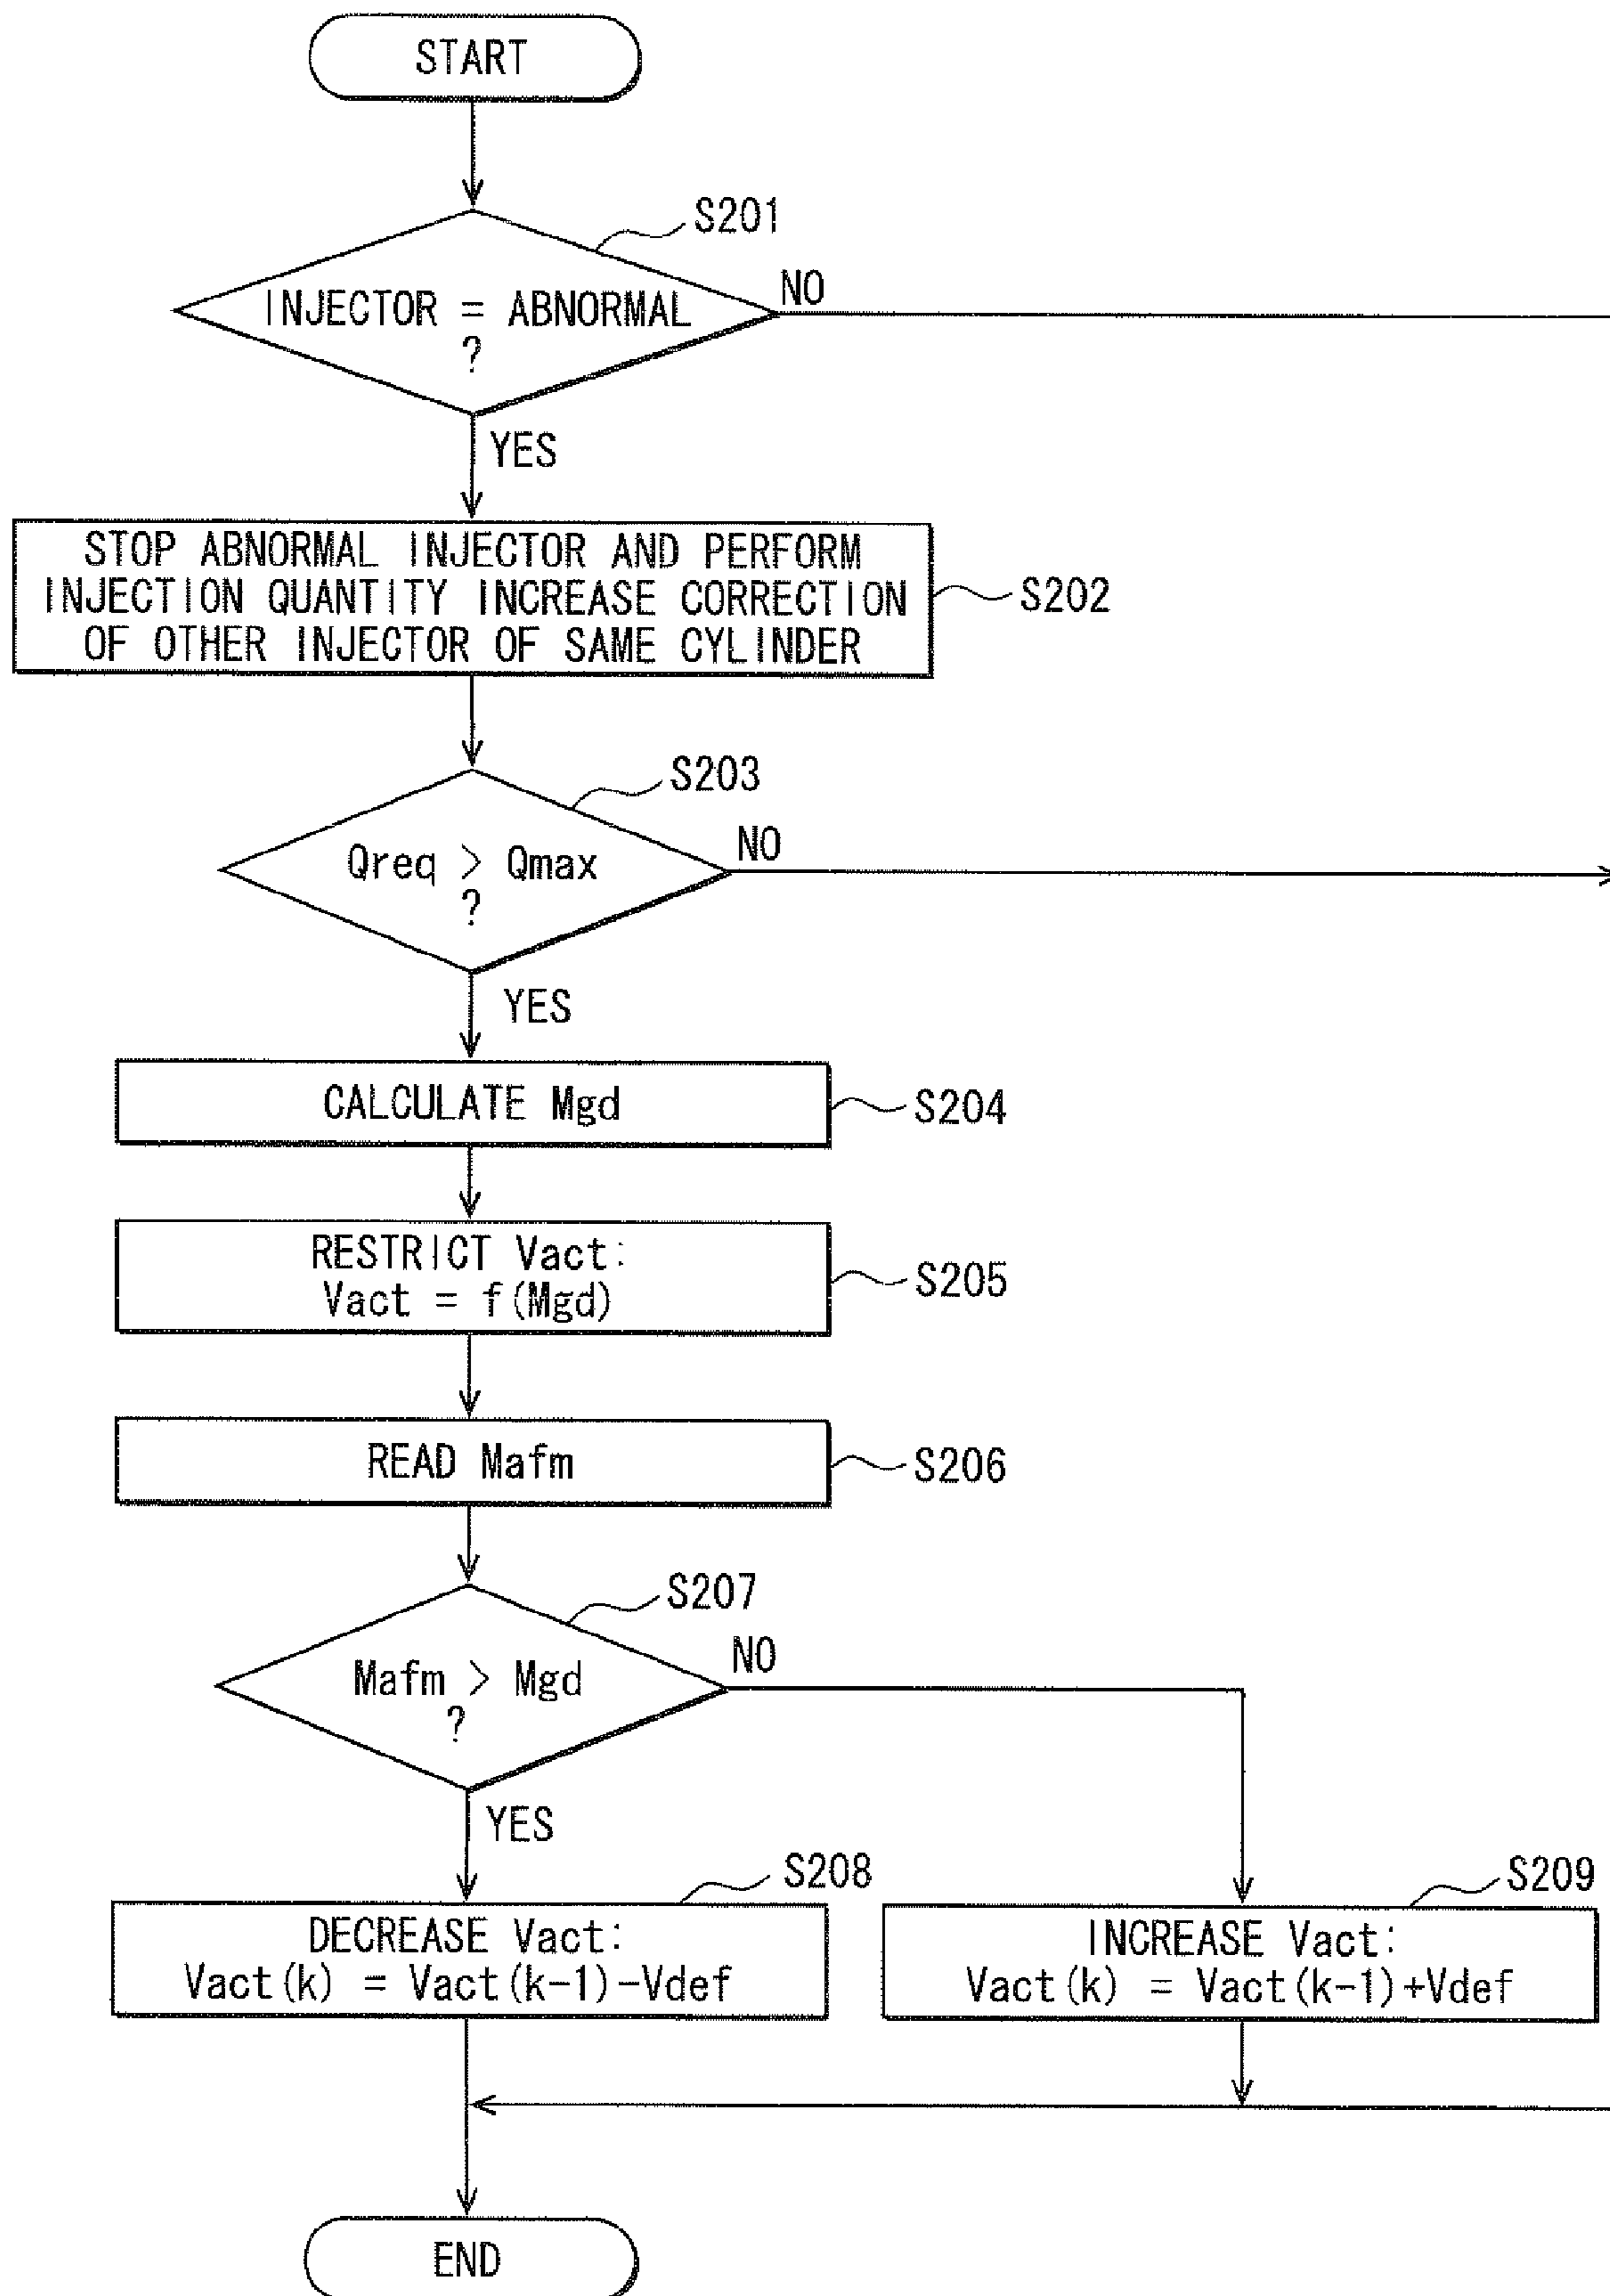 START
S201
INJECTOR = ABNORMAL
?
NO
YES
STOP ABNORMAL INJECTOR AND PERFORM
INJECTION QUANTITY INCREASE CORRECTION
OF OTHER INJECTOR OF SAME CYLINDER
S202
S203
Qreq > Qmax
?
NO
YES
CALCULATE Mgd
S204
RESTRICT Vact:
Vact = f(Mgd)
S205
READ Mafm
S206
S207
Mafm > Mgd
?
NO
YES
S208
DECREASE Vact:
Vact(k) = Vact(k-1)-Vdef
S209
INCREASE Vact:
Vact(k) = Vact(k-1)+Vdef
END